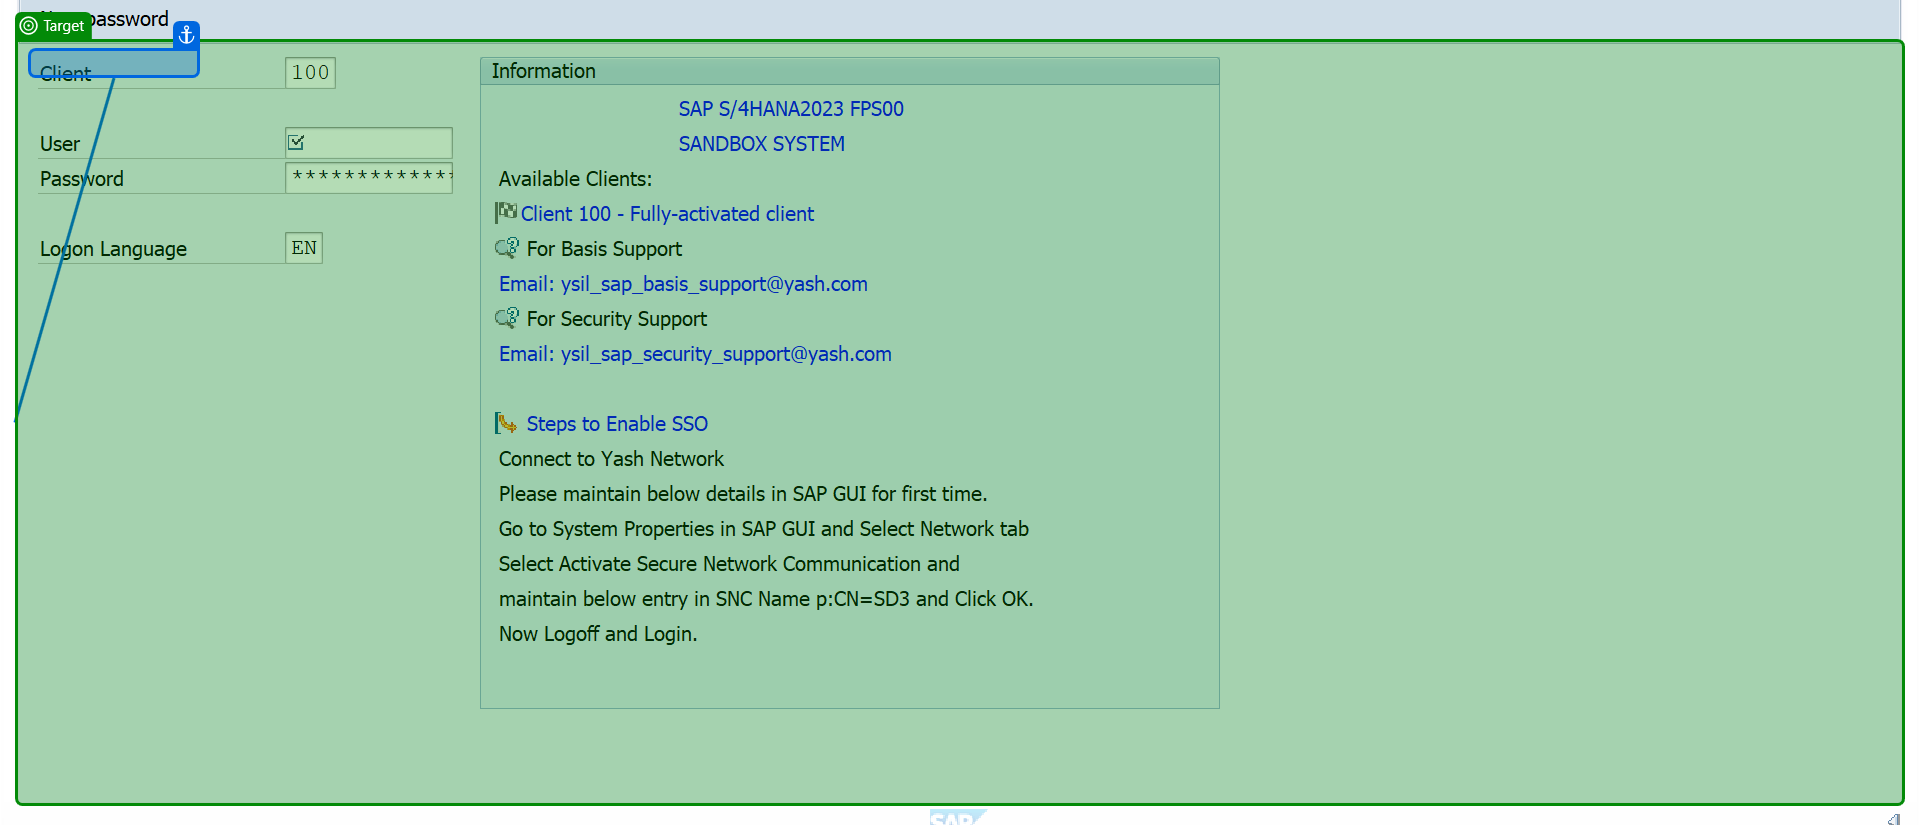 password
Target
Client 100
User
Password *************
Logon Language EN
Information
SAP S/4HANA2023 FPS00
SANDBOX SYSTEM
Available Clients:
Client 100 - Fully-activated client
For Basis Support
Email: ysil_sap_basis_support@yash.com
For Security Support
Email: ysil_sap_security_support@yash.com
Steps to Enable SSO
Connect to Yash Network
Please maintain below details in SAP GUI for first time.
Go to System Properties in SAP GUI and Select Network tab
Select Activate Secure Network Communication and
maintain below entry in SNC Name p:CN=SD3 and Click OK.
Now Logoff and Login.
SAP